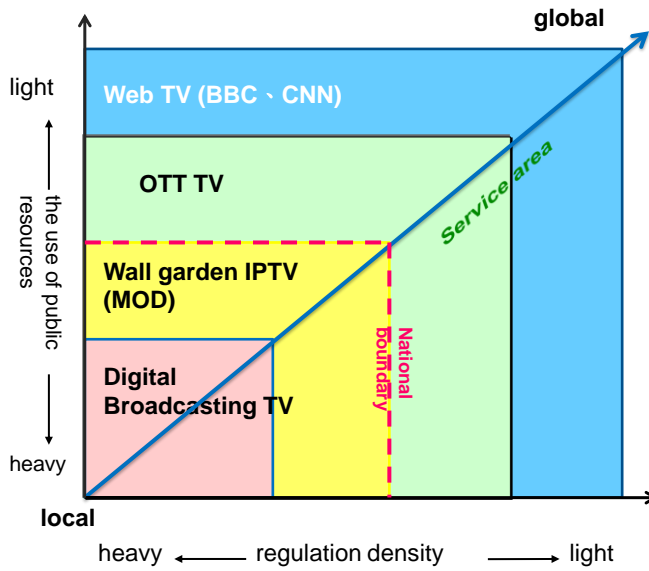 global
light
Web TV (BBC、CNN)
the use of public
resources
OTT TV
Service area
Wall garden IPTV
(MOD)
National
boundary
Digital
Broadcasting TV
heavy
local
heavy
regulation density
light